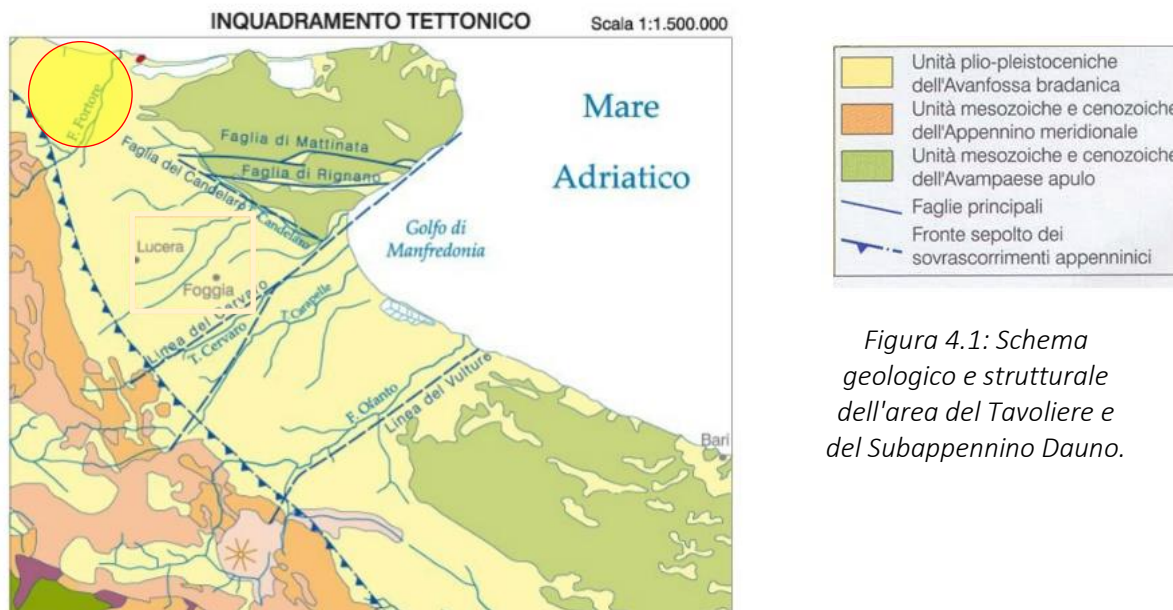 INQUADRAMENTO TETTONICO
Scala 1:1.500.000
F. Fortore
Mare
Adriatico
Faglia di Mattinata
Faglia di Rignano
Faglia del Candelaro
F. Candelaro
Golfo di
Manfredonia
Lucera
Foggia
Linea del Cervaro
T. Cervaro
T. Carapelle
F. Ofanto
Linea del Vulture
Bari
Unità plio-pleistoceniche
dell'Avanfossa bradanica
Unità mesozoiche e cenozoiche
dell'Appennino meridionale
Unità mesozoiche e cenozoiche
dell'Avampaese apulo
Faglie principali
Fronte sepolto dei
sovrascorrimenti appenninici
Figura 4.1: Schema
geologico e strutturale
dell'area del Tavoliere e
del Subappennino Dauno.